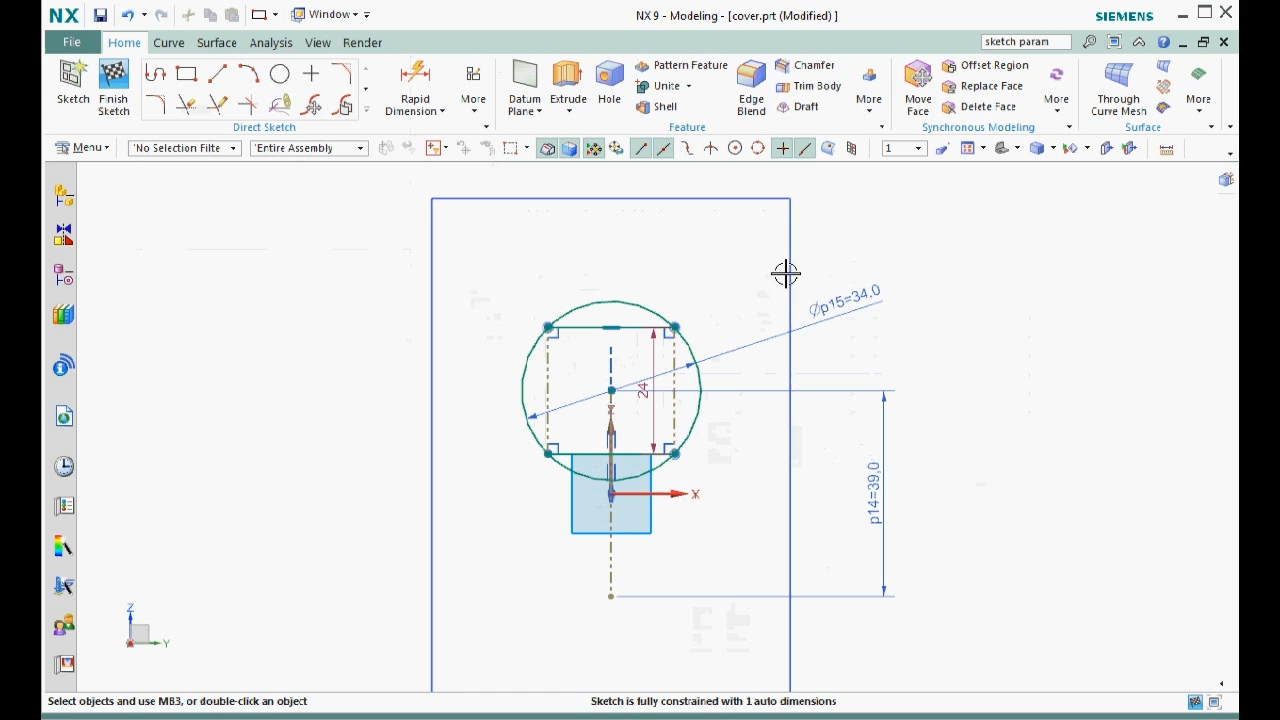 NX Window NX 9 - Modeling - [cover.prt (Modified) ] SIEMENS
File Home Curve Surface Analysis View Render sketch param
Sketch Finish Sketch Rapid Dimension More Datum Plane Extrude Hole Pattern Feature Unite Shell Edge Blend Chamfer Trim Body Draft More Move Face Offset Region Replace Face Delete Face More Through Curve Mesh More
Direct Sketch Feature Synchronous Modeling Surface
Menu 'No Selection Filte 'Entire Assembly 1
Øp15=34,0
24
Z
X
p14=39,0
Z
Y
Select objects and use MB3, or double-click an object Sketch is fully constrained with 1 auto dimensions